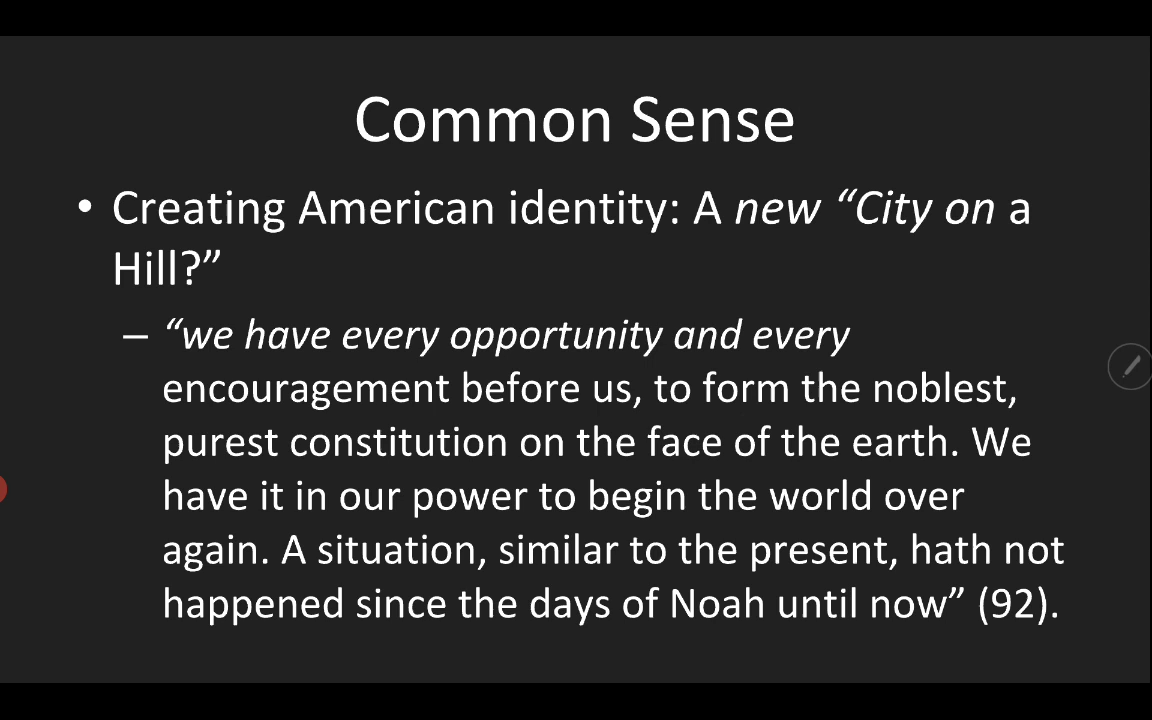 Common Sense
• Creating American identity: A new “City on a
Hill?”
– “we have every opportunity and every
encouragement before us, to form the noblest,
purest constitution on the face of the earth. We
have it in our power to begin the world over
again. A situation, similar to the present, hath not
happened since the days of Noah until now” (92).